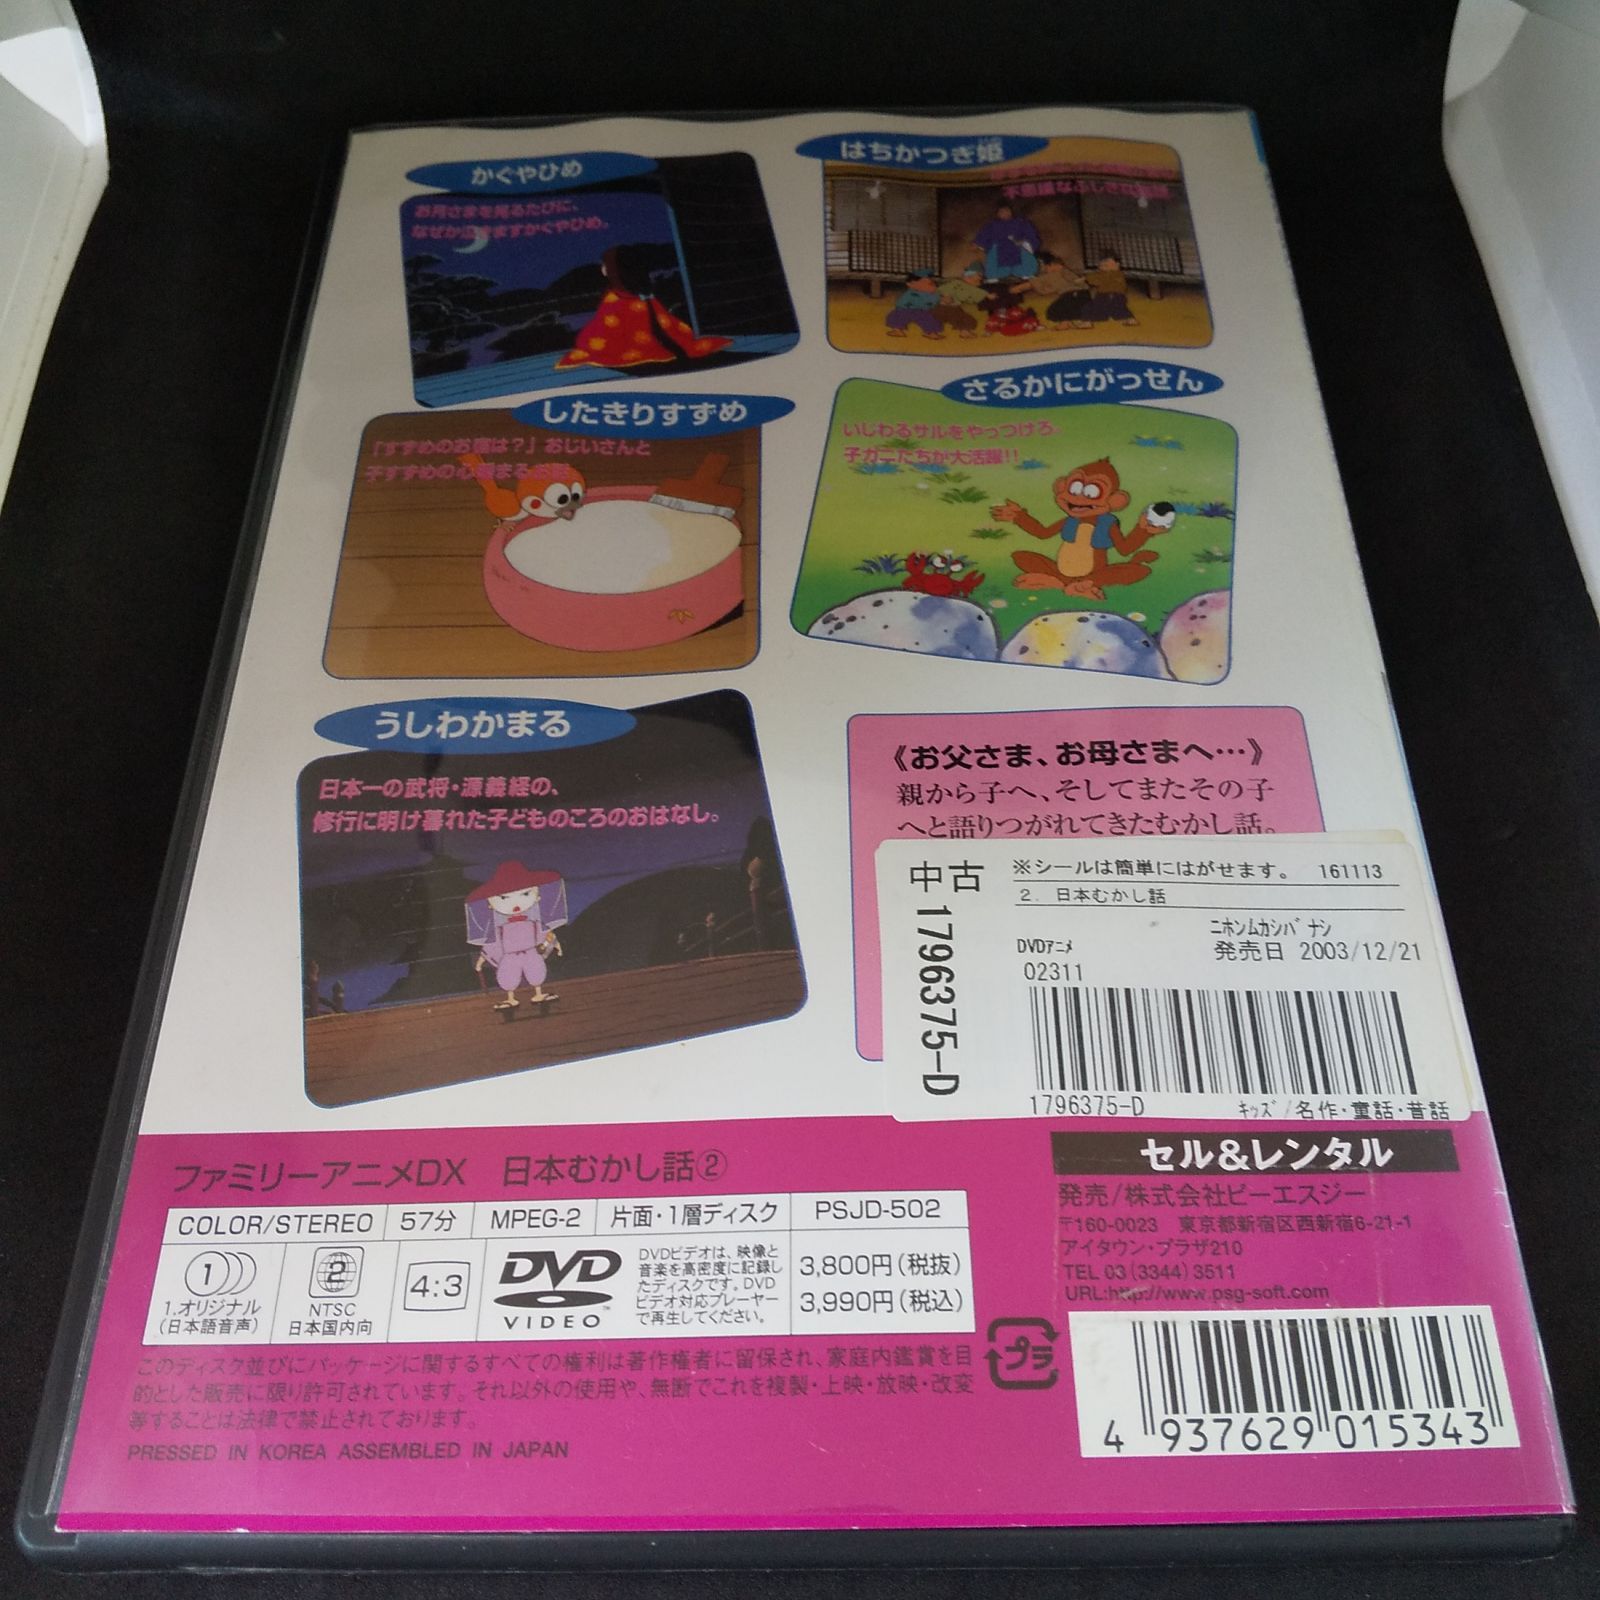 かぐやひめ
お月さまを見るたびに、
なぜか泣きますかぐやひめ。
はちかつぎ姫
したきりすずめ
「すずめのお宿は?」おじいさんと
子すずめの心暖まるお話
さるかにがっせん
いじわるサルをやっつけろ。
子ガニたちが大活躍!!
うしわかまる
日本一の武将・源義経の、
修行に明け暮れた子どものころのおはなし。
《お父さま、お母さまへ…》
親から子へ、そしてまたその子
へと語りつがれてきたむかし話。
中古 1796375-D
※シールは簡単にはがせます。 161113
2. 日本むかし話
ニホンムカシバナシ
DVDアニメ 発売日 2003/12/21
02311
1796375-D キッズ/名作・童話・昔話
ファミリーアニメDX 日本むかし話②
COLOR/STEREO 57分 MPEG-2 片面・1層ディスク PSJD-502
1
1.オリジナル
(日本語音声)
2
NTSC
日本国内向
4:3
DVD
VIDEO
DVDビデオは、映像と
音楽を高密度に記録し
たディスクです。DVD
ビデオ対応プレーヤー
で再生してください。
3,800円(税抜)
3,990円(税込)
このディスク並びにパッケージに関するすべての権利は著作権者に留保され、家庭内鑑賞を目
的とした販売に限り許可されています。それ以外の使用や、無断でこれを複製・上映・放映・改変
等することは法律で禁止されております。
PRESSED IN KOREA ASSEMBLED IN JAPAN
セル&レンタル
発売/株式会社ピーエスジー
〒160-0023 東京都新宿区西新宿6-21-1
アイタウン・プラザ210
TEL 03(3344)3511
URL:http://www.psg-soft.com
プラ
4 937629 015343